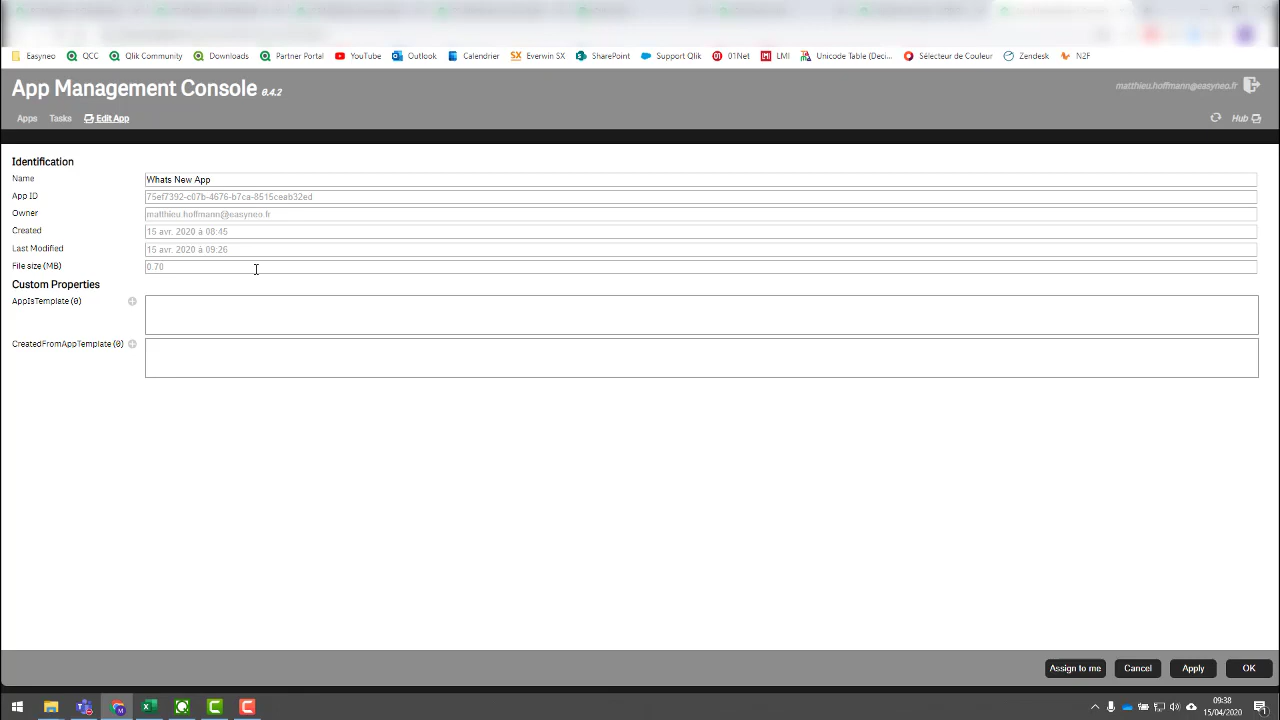 Easyneo QCC Qlik Community Downloads Partner Portal YouTube Outlook Calendrier SX Everwin SX SharePoint Support Qlik 01Net LMI Unicode Table (Deci... Sélecteur de Couleur Zendesk N2F
App Management Console 0.4.2
matthieu.hoffmann@easyneo.fr
Apps Tasks Edit App
Hub
Identification
Name Whats New App
App ID 75ef7392-c07b-4676-b7ca-8515ceab32ed
Owner matthieu.hoffmann@easyneo.fr
Created 15 avr. 2020 à 08:45
Last Modified 15 avr. 2020 à 09:26
File size (MB) 0.70
Custom Properties
AppIsTemplate (0)
CreatedFromAppTemplate (0)
Assign to me Cancel Apply OK
09:38
15/04/2020